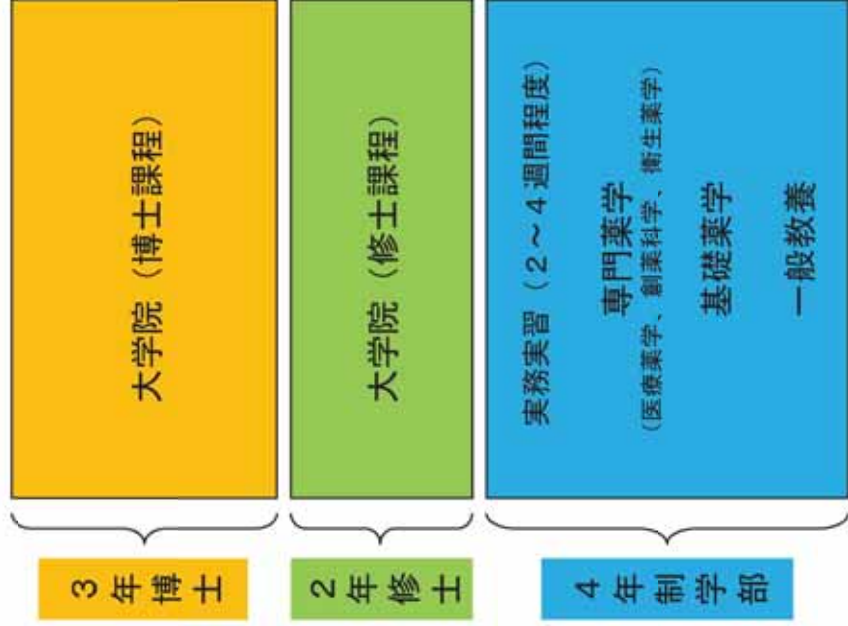 3年博士
大学院（博士課程）
2年修士
大学院（修士課程）
4年制学部
実務実習（2～4週間程度）
専門薬学
（医療薬学、創薬科学、衛生薬学）
基礎薬学
一般教養